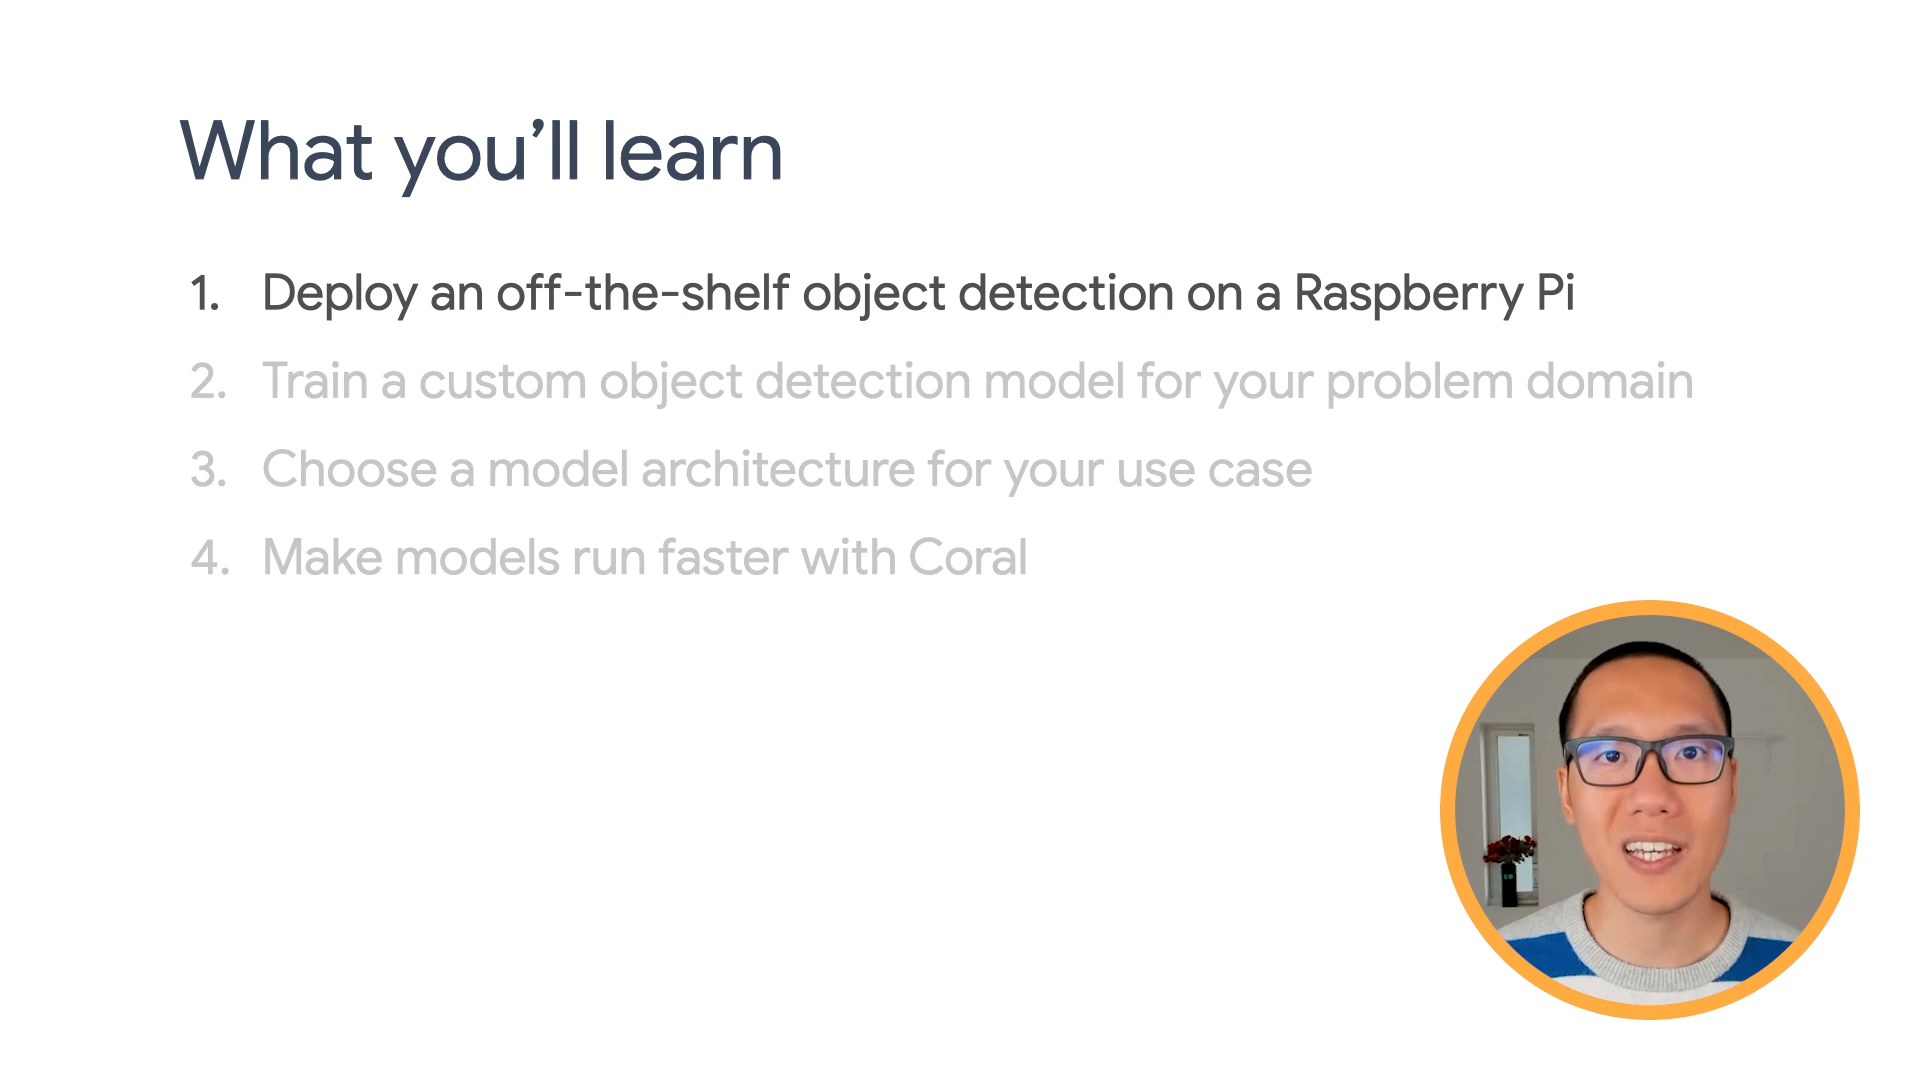 What you’ll learn
1. Deploy an off-the-shelf object detection on a Raspberry Pi
2. Train a custom object detection model for your problem domain
3. Choose a model architecture for your use case
4. Make models run faster with Coral